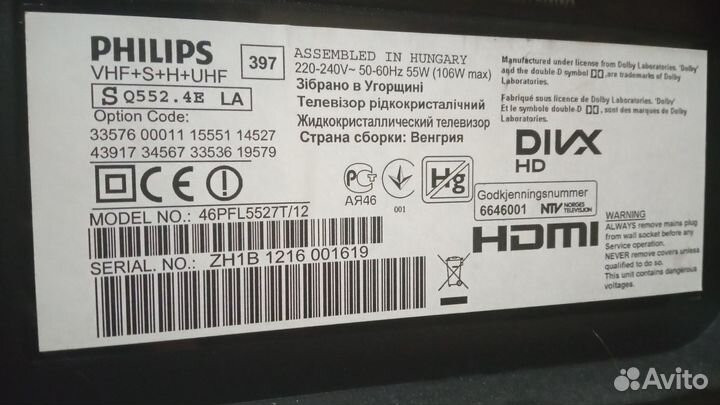 PHILIPS
VHF+S+H+UHF
397
S Q552.4E LA
Option Code:
33576 00011 15551 14527
43917 34567 33536 19579
MODEL NO.: 46PFL5527T/12
SERIAL. NO.: ZH1B 1216 001619
ASSEMBLED IN HUNGARY
220-240V~ 50-60Hz 55W (106W max)
Зібрано в Угорщині
Телевізор рідкокристалічний
Жидкокристаллический телевизор
Страна сборки: Венгрия
АЯ46
001
Hg
Manufactured under license from Dolby Laboratories. 'Dolby'
and the double-D symbol are trademarks of Dolby
Laboratories.
Fabriqué sous licence de Dolby Laboratories. 'Dolby'
Et le symbole double-D , sont des marques de Dolby
Laboratories.
DIVX
HD
Godkjenningsnummer
6646001 NTV NORGES
TELEVISJON
HDMI
WARNING
ALWAYS remove mains plug
from wall socket before any
Service operation.
NEVER remove covers unless
qualified to do so.
This unit contains dangerous
voltages.
Avito